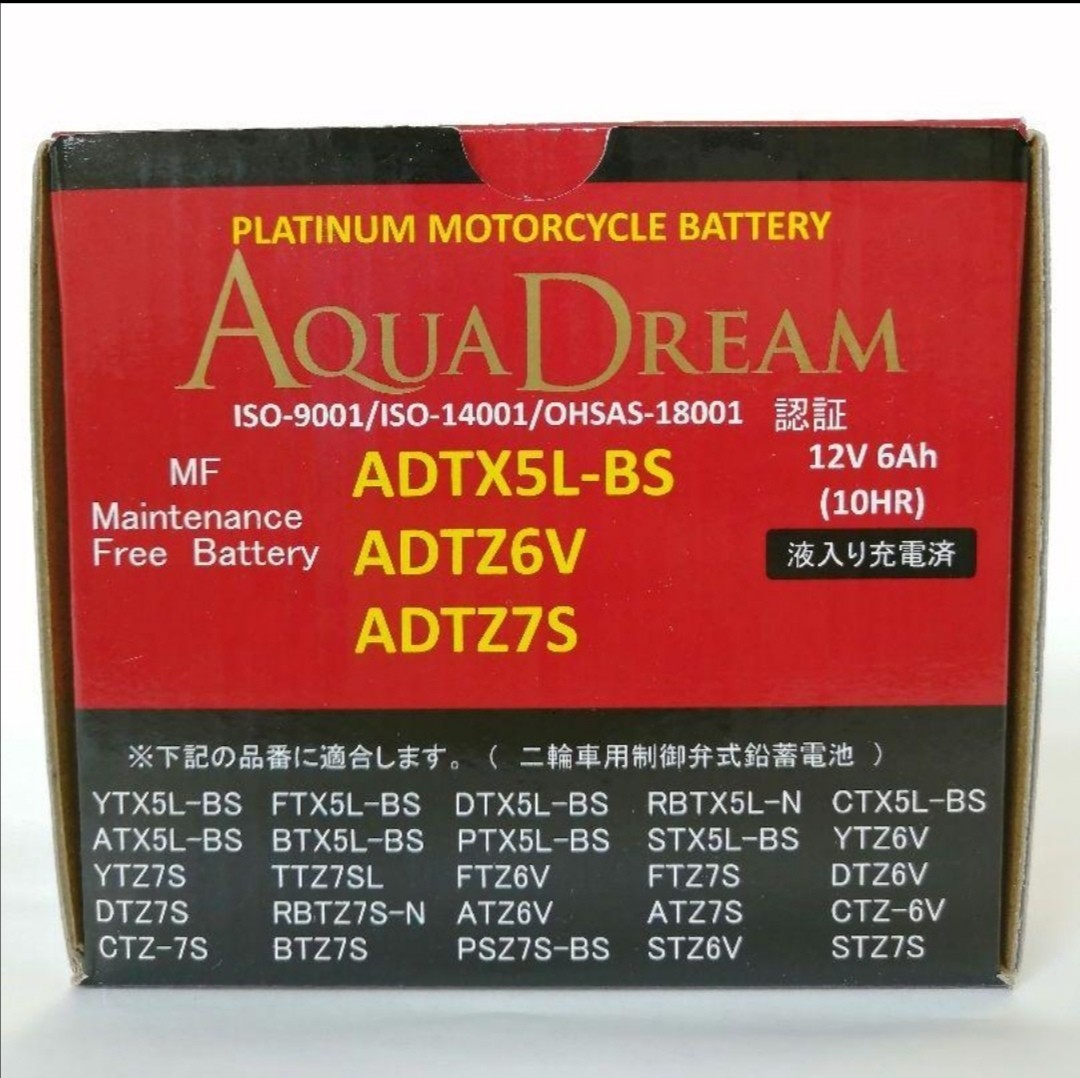 PLATINUM MOTORCYCLE BATTERY
AQUADREAM
ISO-9001/ISO-14001/OHSAS-18001 認証
MF
Maintenance
Free Battery
ADTX5L-BS
ADTZ6V
ADTZ7S
12V 6Ah
(10HR)
液入り充電済
※下記の品番に適合します。( 二輪車用制御弁式鉛蓄電池 )
YTX5L-BS FTX5L-BS DTX5L-BS RBTX5L-N CTX5L-BS
ATX5L-BS BTX5L-BS PTX5L-BS STX5L-BS YTZ6V
YTZ7S TTZ7SL FTZ6V FTZ7S DTZ6V
DTZ7S RBTZ7S-N ATZ6V ATZ7S CTZ-6V
CTZ-7S BTZ7S PSZ7S-BS STZ6V STZ7S